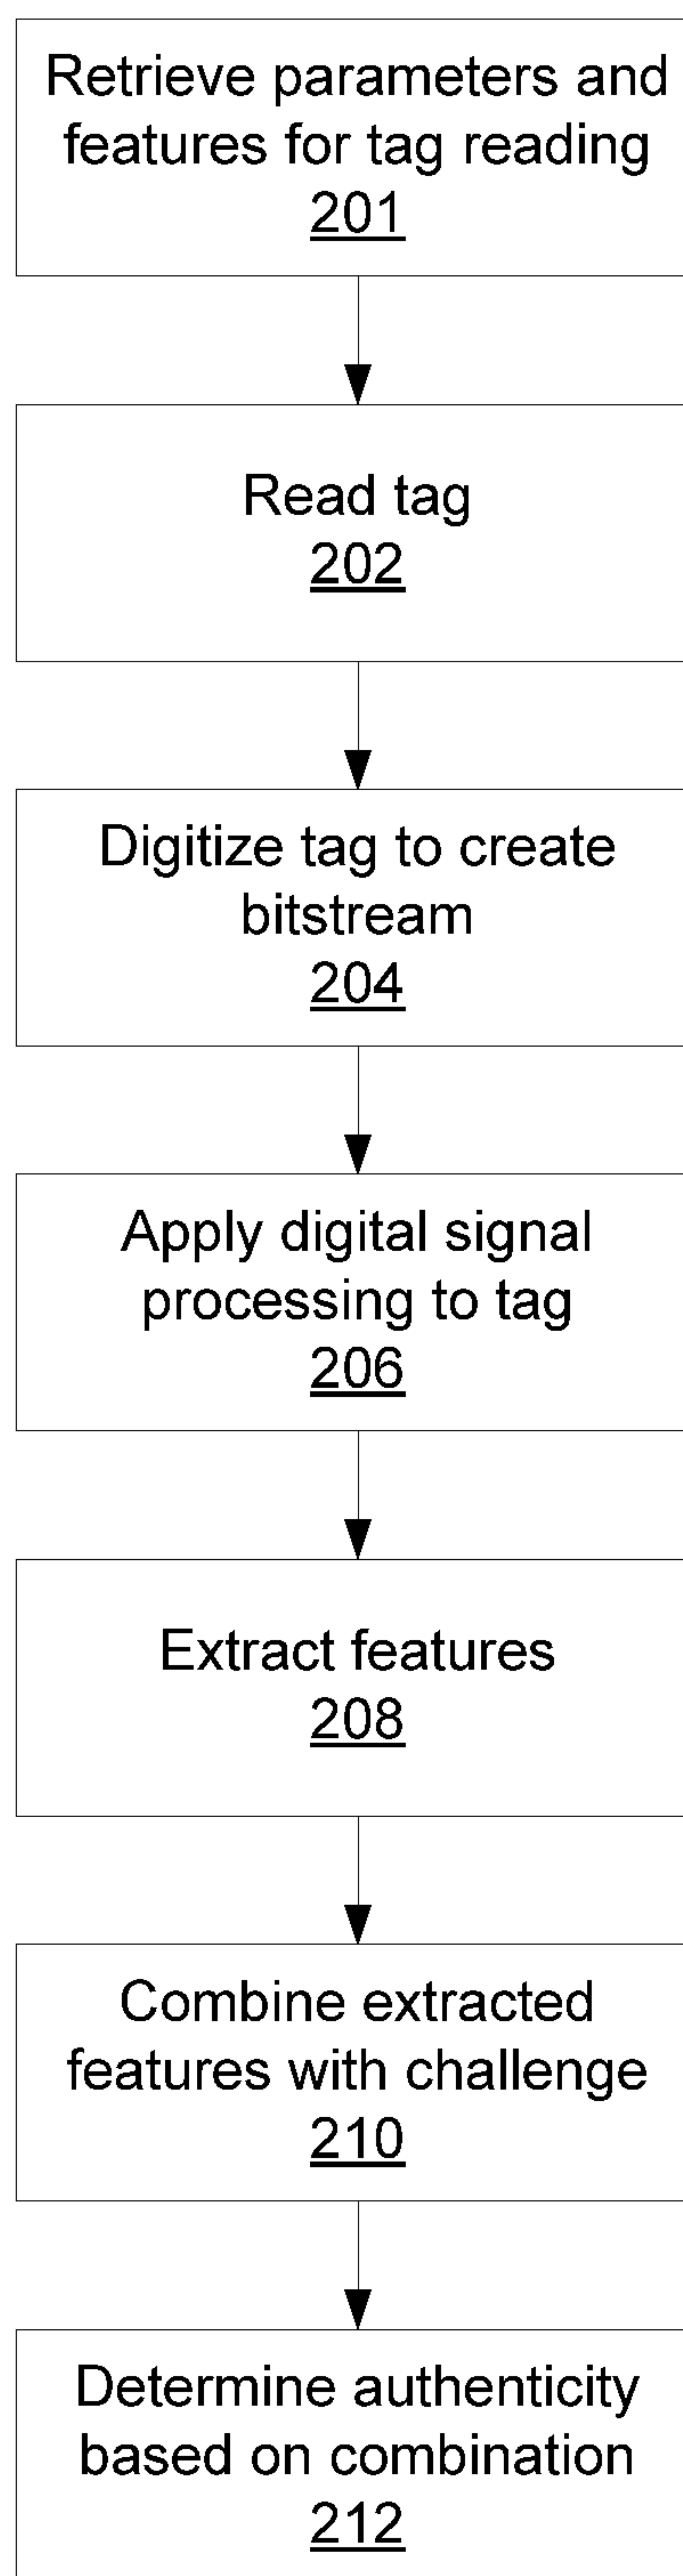 Retrieve parameters and
features for tag reading
201
Read tag
202
Digitize tag to create
bitstream
204
Apply digital signal
processing to tag
206
Extract features
208
Combine extracted
features with challenge
210
Determine authenticity
based on combination
212